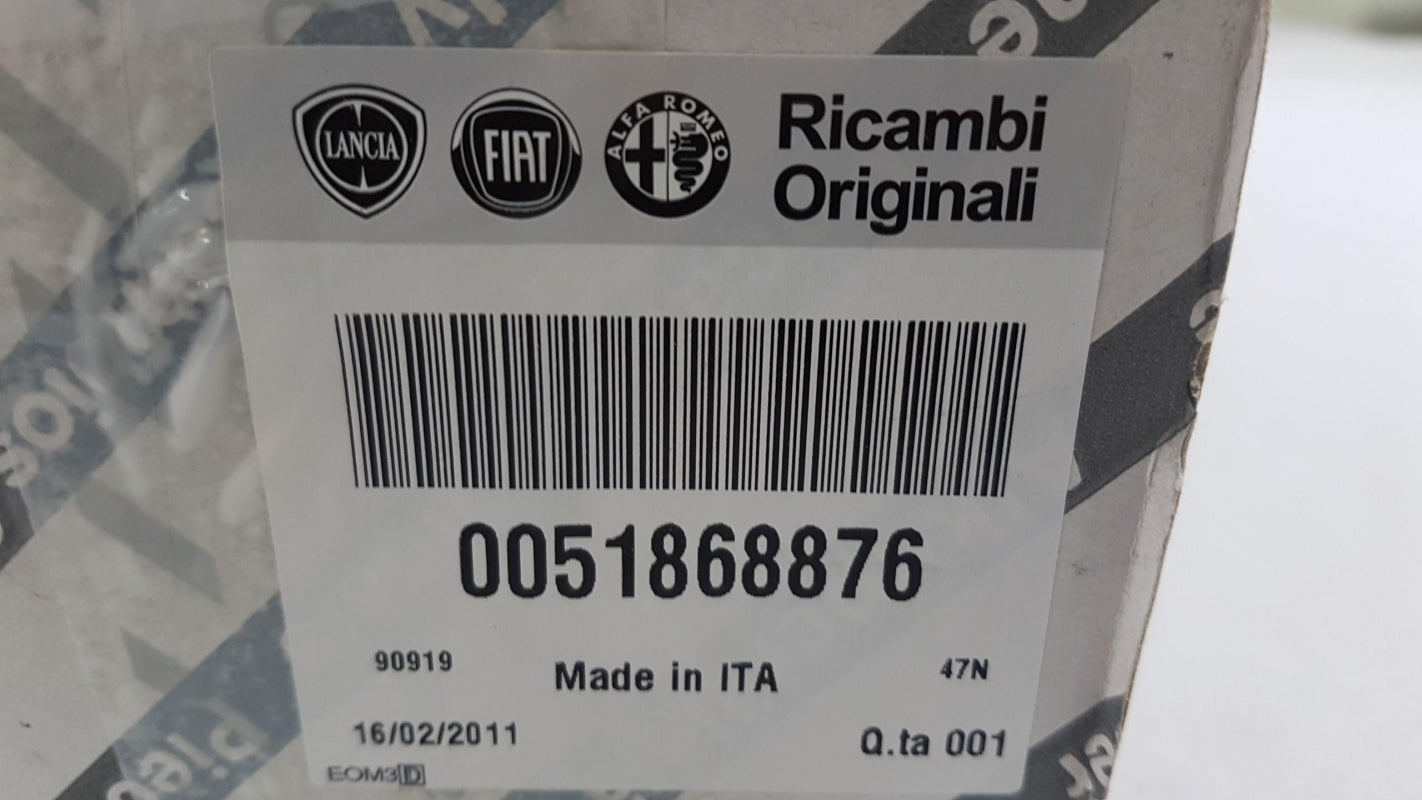 LANCIA
FIAT
ALFA ROMEO
Ricambi
Originali
0051868876
90919
Made in ITA
47N
16/02/2011
Q.ta 001
EOM3D